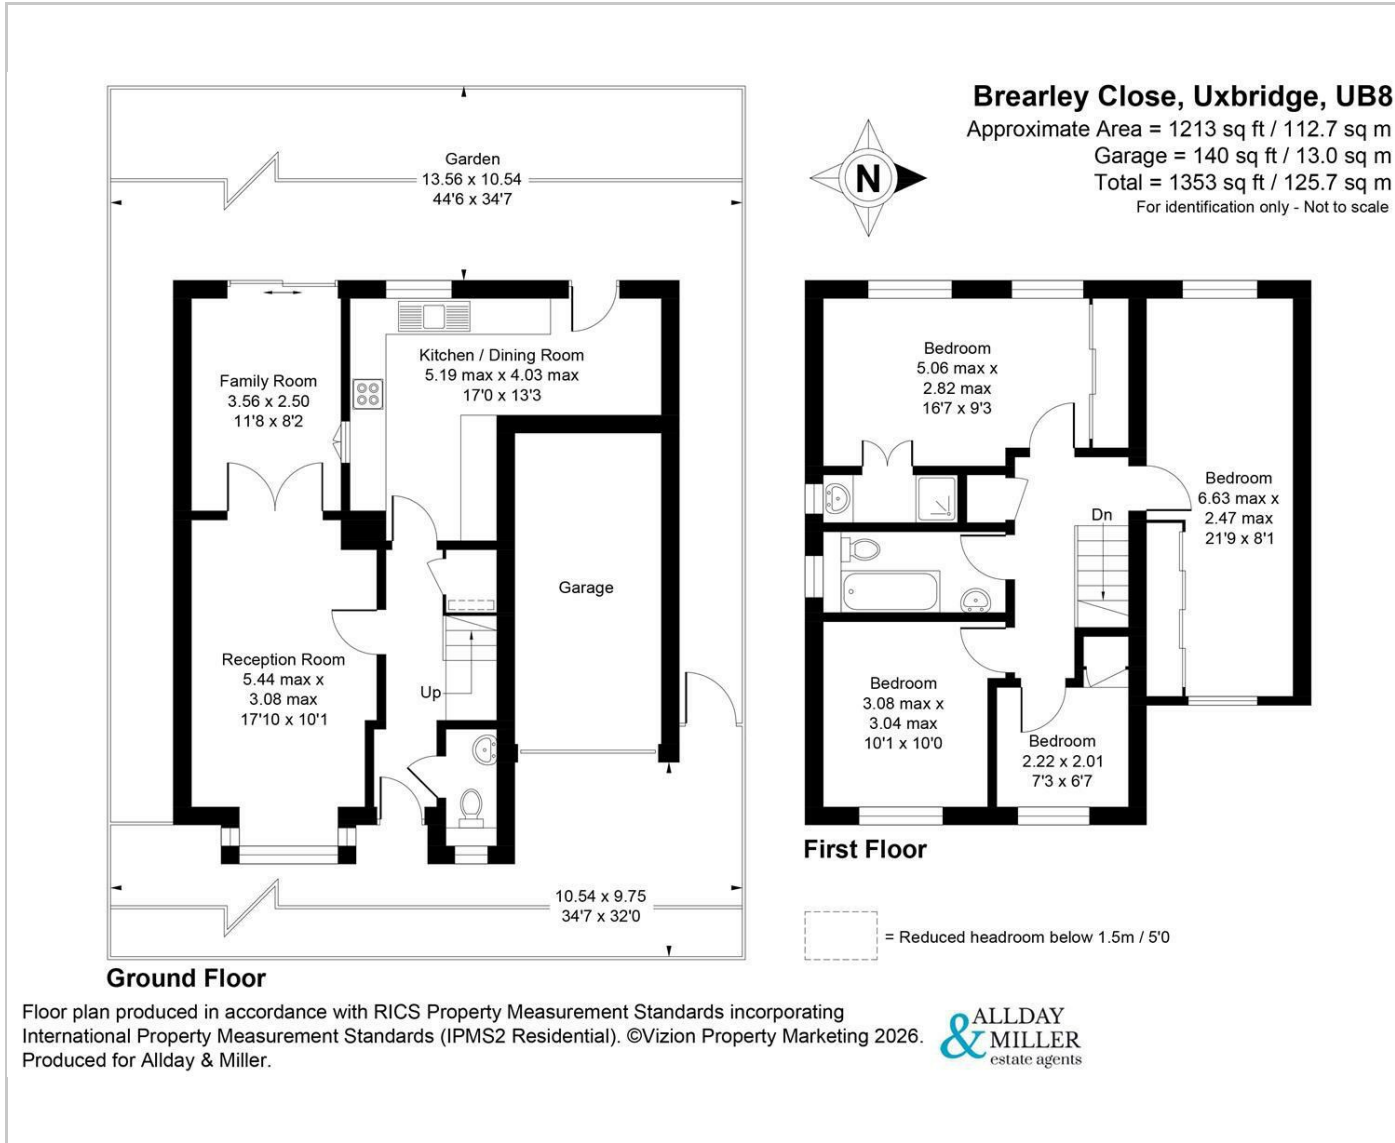 Brearley Close, Uxbridge, UB8
Approximate Area = 1213 sq ft / 112.7 sq m
Garage = 140 sq ft / 13.0 sq m
Total = 1353 sq ft / 125.7 sq m
For identification only - Not to scale
N
Garden
13.56 x 10.54
44'6 x 34'7
Kitchen / Dining Room
5.19 max x 4.03 max
17'0 x 13'3
Family Room
3.56 x 2.50
11'8 x 8'2
Garage
Reception Room
5.44 max x
3.08 max
17'10 x 10'1
Up
10.54 x 9.75
34'7 x 32'0
Ground Floor
Bedroom
5.06 max x
2.82 max
16'7 x 9'3
Bedroom
6.63 max x
2.47 max
21'9 x 8'1
Dn
Bedroom
3.08 max x
3.04 max
10'1 x 10'0
Bedroom
2.22 x 2.01
7'3 x 6'7
First Floor
= Reduced headroom below 1.5m / 5'0
Floor plan produced in accordance with RICS Property Measurement Standards incorporating
International Property Measurement Standards (IPMS2 Residential). ©Vizion Property Marketing 2026.
Produced for Allday & Miller.
ALLDAY
& MILLER
estate agents